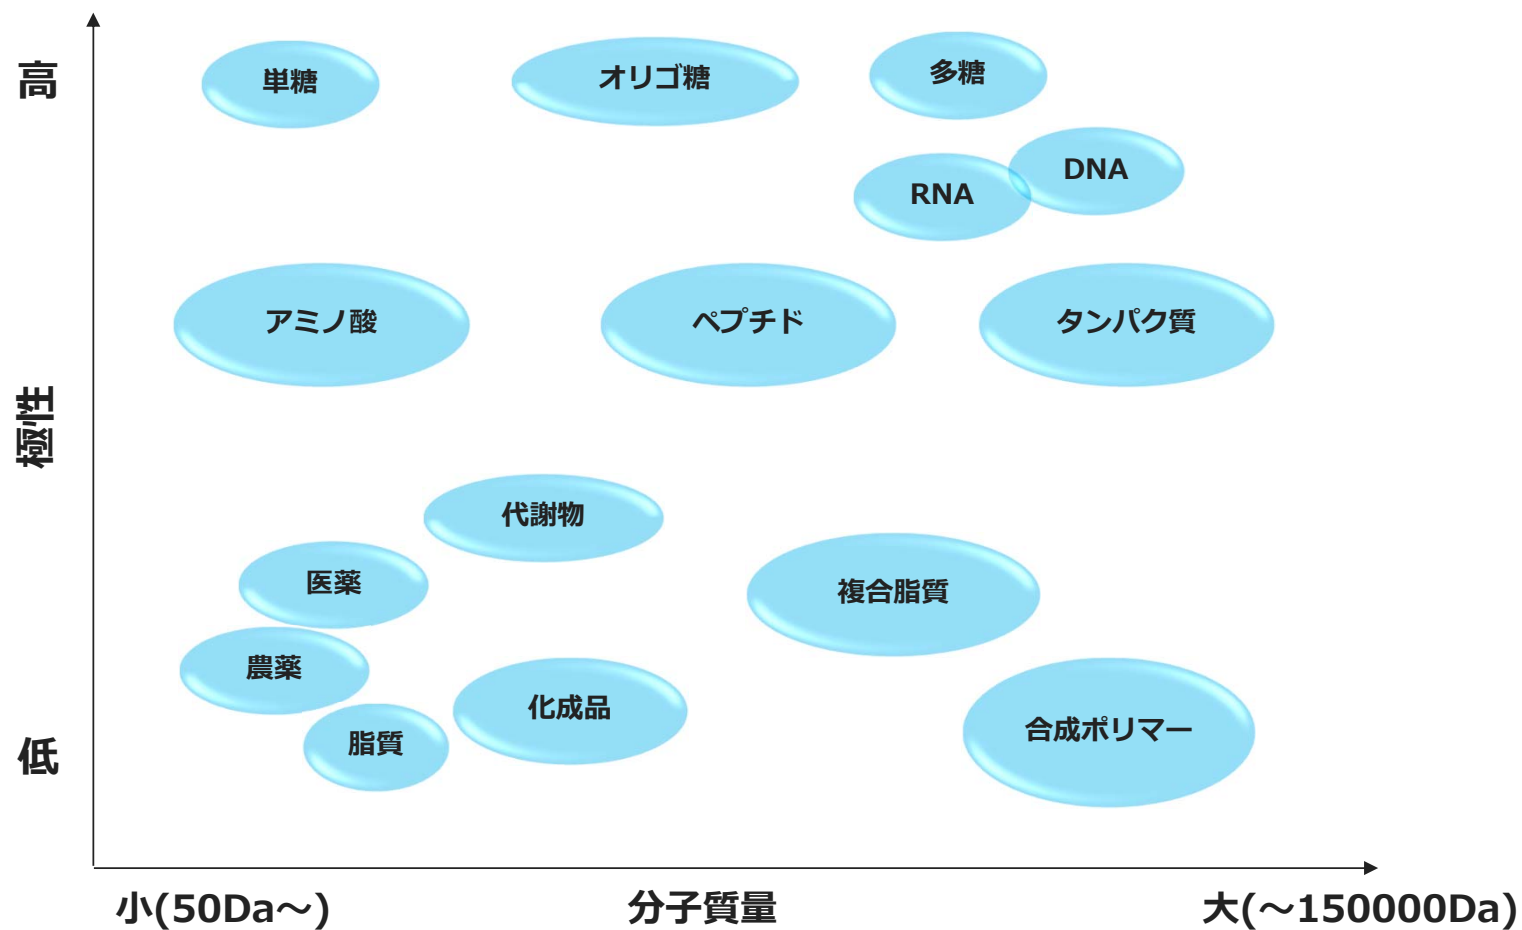 高
単糖
オリゴ糖
多糖
DNA
RNA
アミノ酸
ペプチド
タンパク質
極性
代謝物
医薬
複合脂質
農薬
化成品
合成ポリマー
脂質
低
小(50Da～)
分子質量
大(～150000Da)